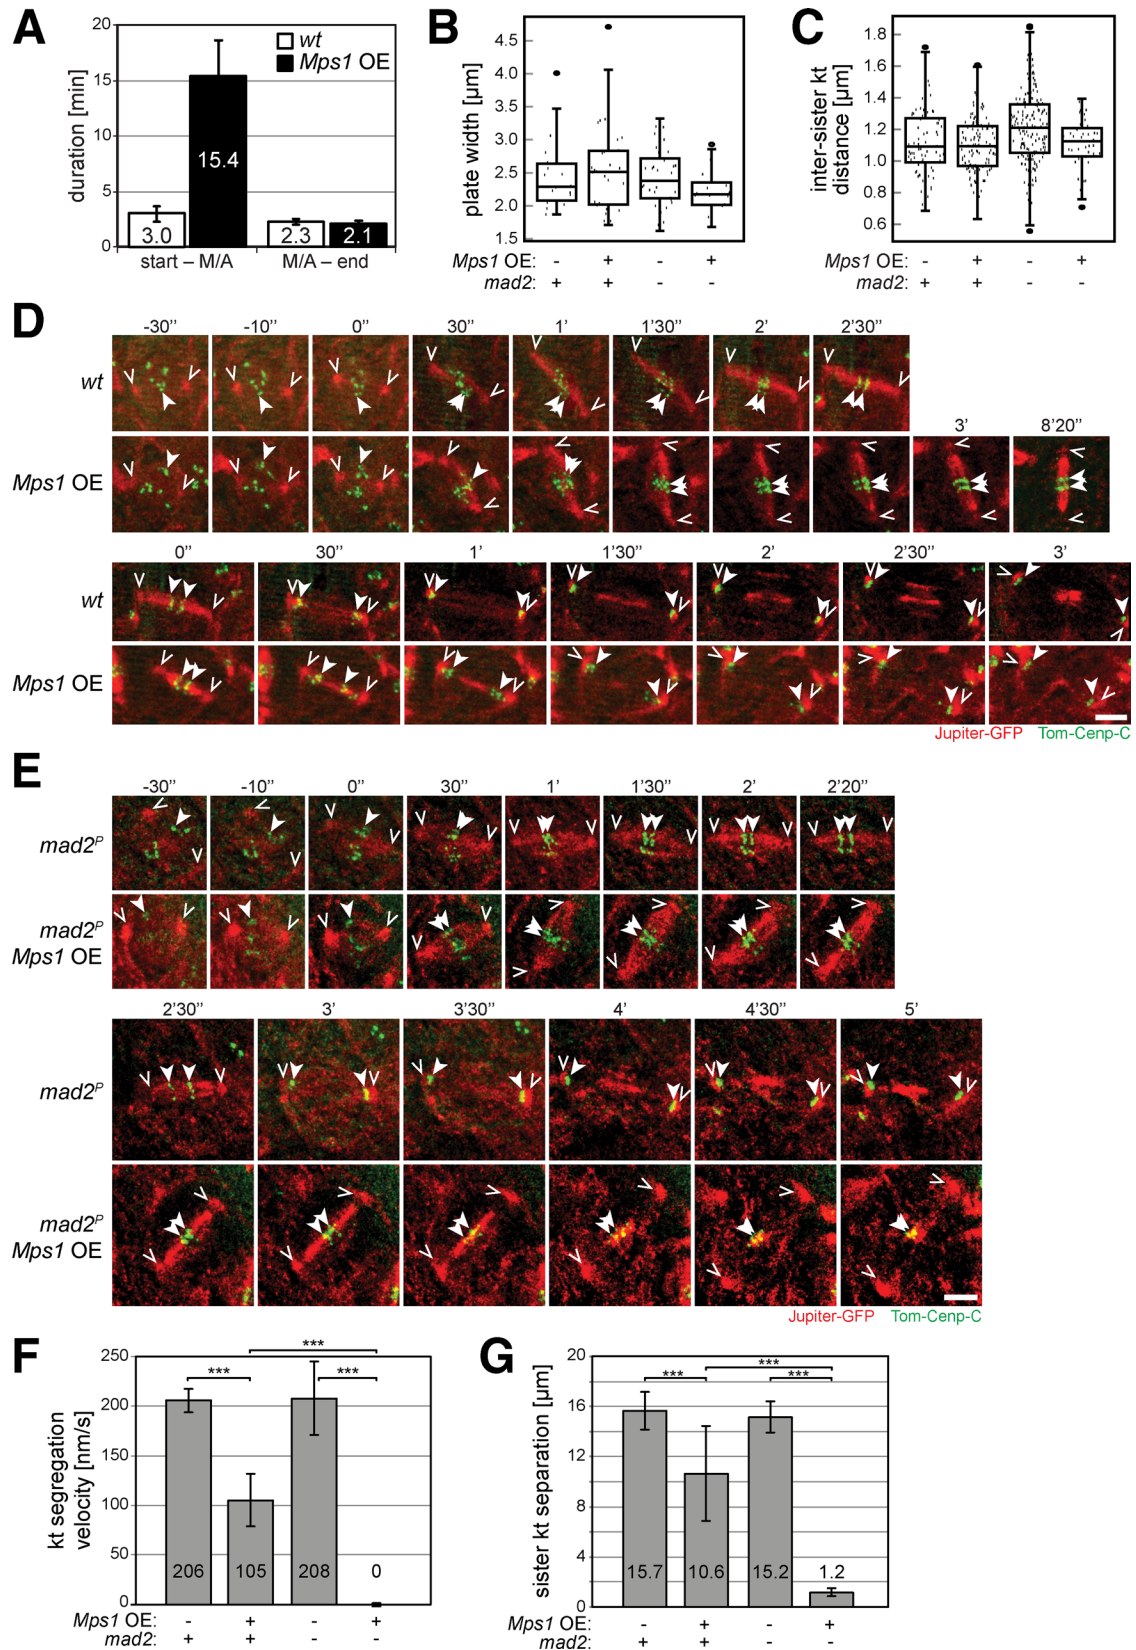 A
duration [min]
20
15
10
5
0
wt
Mps1 OE
3.0
15.4
2.3
2.1
start – M/A
M/A – end
B
plate width [µm]
4.5
4.0
3.5
3.0
2.5
2.0
1.5
Mps1 OE: - + - +
mad2: + + - -
C
inter-sister kt
distance [µm]
1.8
1.6
1.4
1.2
1.0
0.8
0.6
Mps1 OE: - + - +
mad2: + + - -
D
-30’’ -10’’ 0’’ 30’’ 1’ 1’30’’ 2’ 2’30’’
wt
3’ 8’20’’
Mps1 OE
0’’ 30’’ 1’ 1’30’’ 2’ 2’30’’ 3’
wt
Mps1 OE
Jupiter-GFP Tom-Cenp-C
E
-30’’ -10’’ 0’’ 30’’ 1’ 1’30’’ 2’ 2’20’’
mad2P
mad2P
Mps1 OE
2’30’’ 3’ 3’30’’ 4’ 4’30’’ 5’
mad2P
mad2P
Mps1 OE
Jupiter-GFP Tom-Cenp-C
F
kt segregation
velocity [nm/s]
250
200
150
100
50
0
***
*** ***
206 105 208 0
Mps1 OE: - + - +
mad2: + + - -
G
sister kt separation [µm]
20
16
12
8
4
0
***
*** ***
15.7 10.6 15.2 1.2
Mps1 OE: - + - +
mad2: + + - -